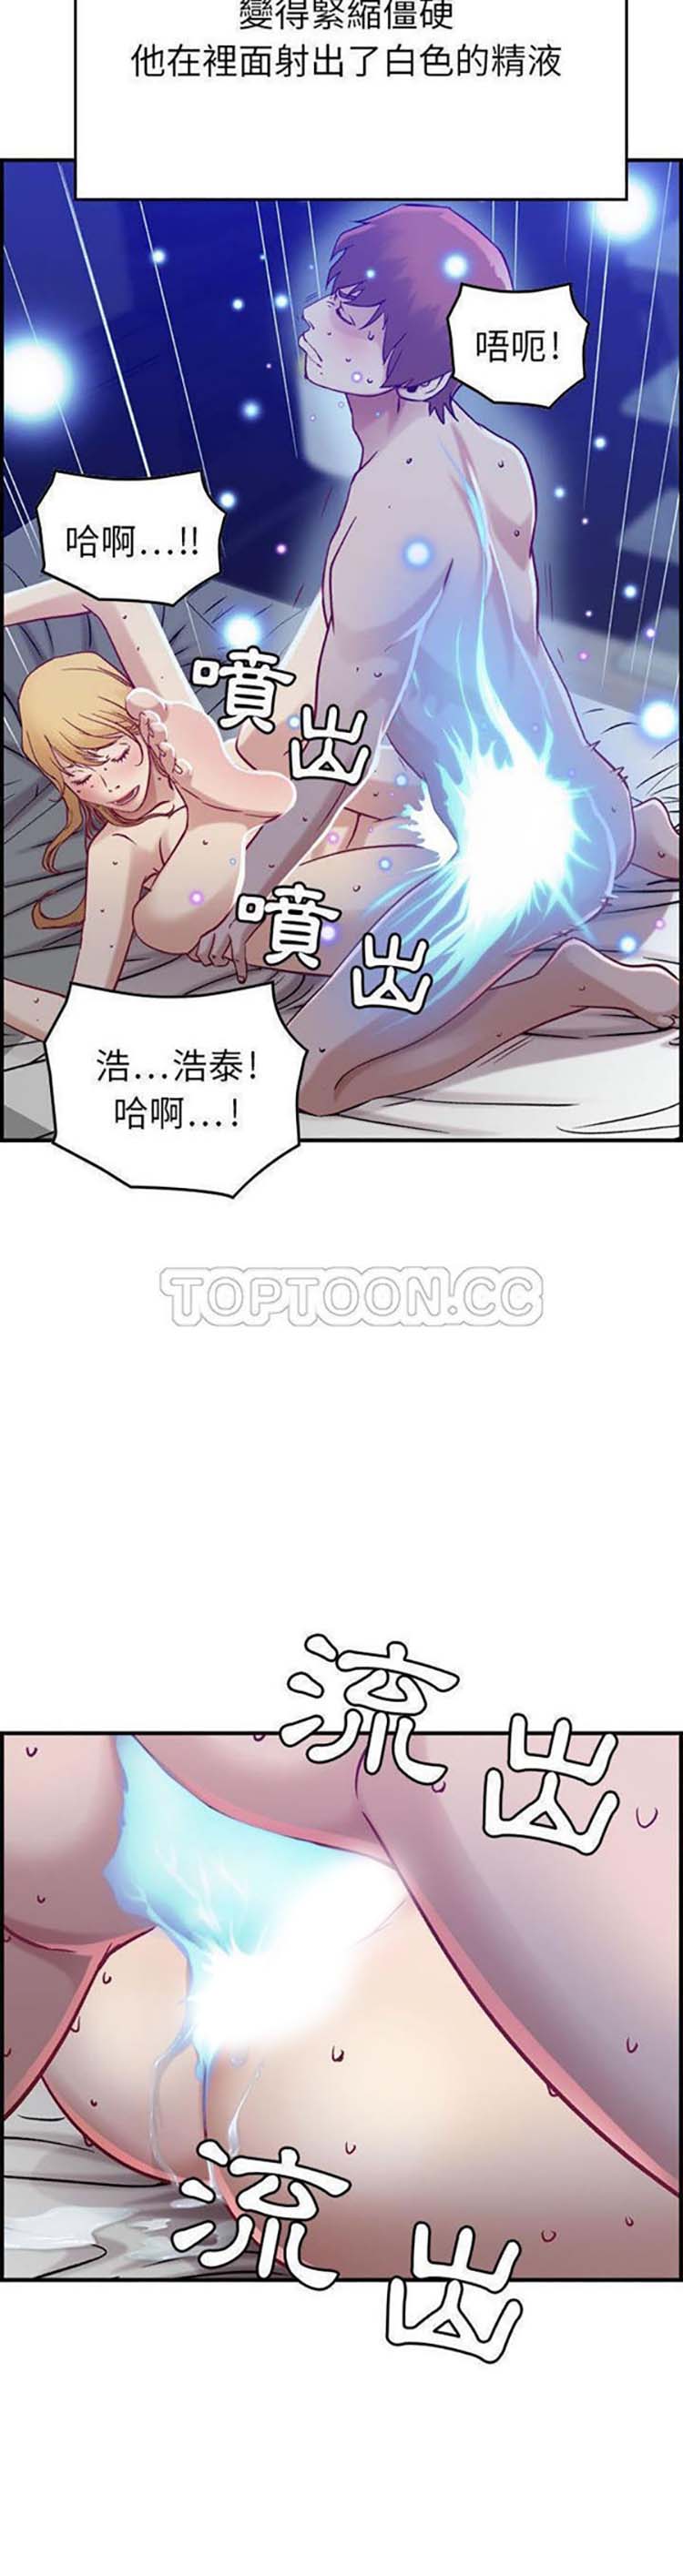 變得緊縮僵硬
他在裡面射出了白色的精液
唔呃!
哈啊...!!
噴出
噴出
浩...浩泰!
哈啊...!
TOPTOON.CC
流出
流出